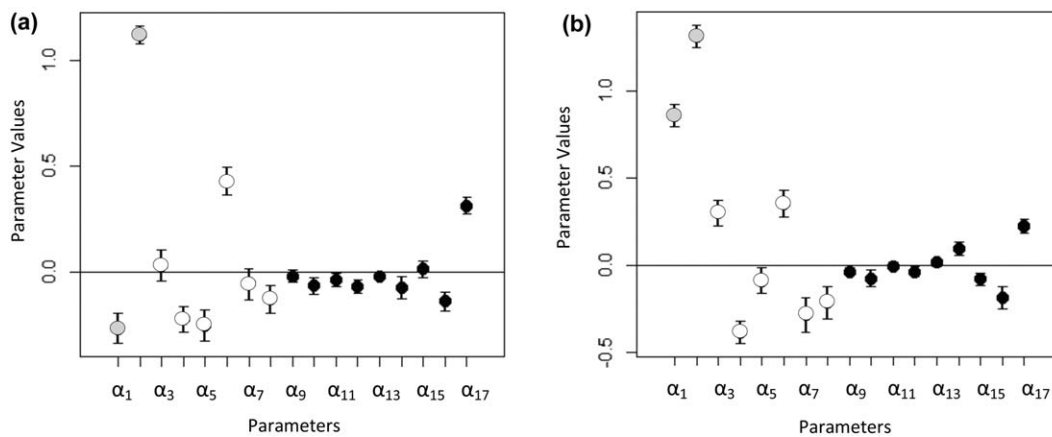 (a)
Parameter Values
1.0
0.5
0.0
α₁ α₃ α₅ α₇ α₉ α₁₁ α₁₃ α₁₅ α₁₇
Parameters
(b)
Parameter Values
1.0
0.5
0.0
-0.5
α₁ α₃ α₅ α₇ α₉ α₁₁ α₁₃ α₁₅ α₁₇
Parameters